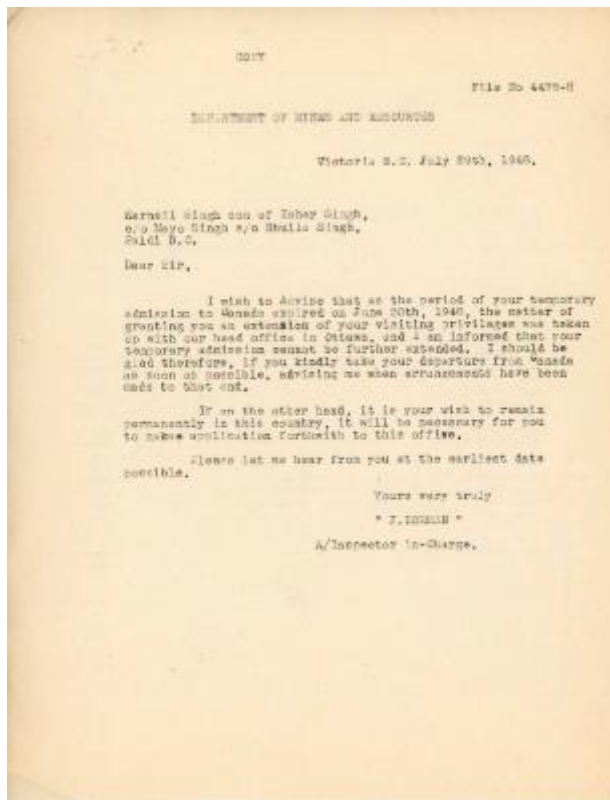 COPY
File No 4475-H
DEPARTMENT OF MINES AND RESOURCES
Victoria B.C. July 29th, 1948.
Karnail Singh son of Singh,
c/o Mayo Singh s/o Singh,
Paldi B.C.
Dear Sir,
I wish to Advise that as the period of your temporary
admission to Canada expired on June 20th, 1948, the matter of
granting you an extension of your visiting privilages was taken
up with our head office in Ottawa, and I am informed that your
temporary admission cannot be further extended. I should be
glad therefore, if you kindly take your departure from Canada
as soon as possible, advising me when arrangements have been
made to that end.
If on the other hand, it is your wish to remain
permanently in this country, it will be necessary for you
to make application forthwith to this office.
Please let me hear from you at the earliest date
possible.
Yours very truly
A/Inspector in-Charge.